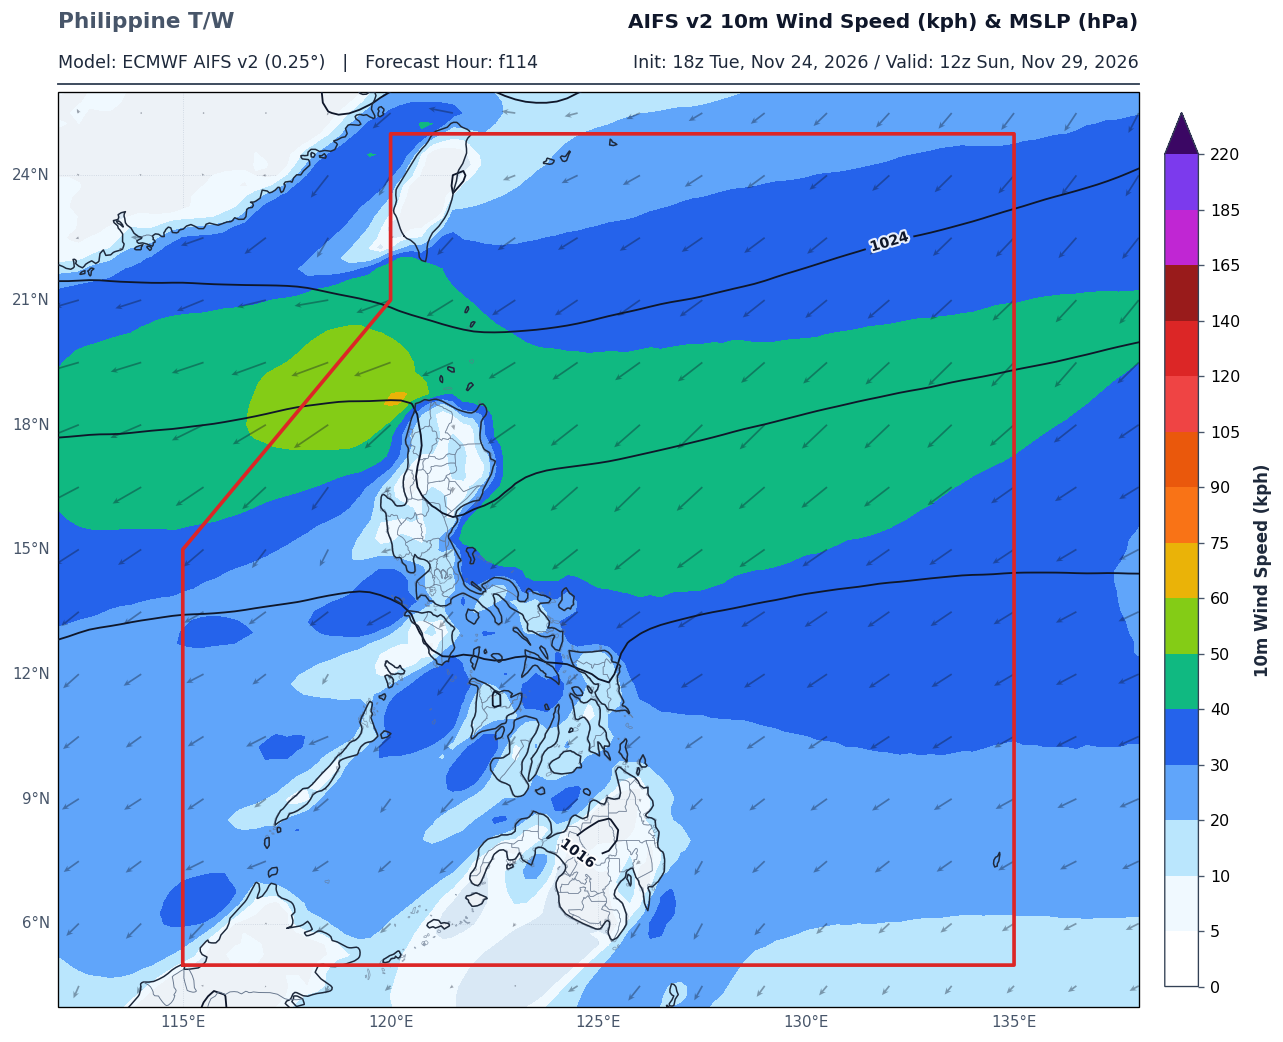 Philippine T/W
AIFS v2 10m Wind Speed (kph) & MSLP (hPa)
Model: ECMWF AIFS v2 (0.25°) | Forecast Hour: f114
Init: 18z Tue, Nov 24, 2026 / Valid: 12z Sun, Nov 29, 2026
24°N
21°N
18°N
15°N
12°N
9°N
6°N
1024
1016
115°E
120°E
125°E
130°E
135°E
220
185
165
140
120
105
90
75
60
50
40
30
20
10
5
0
10m Wind Speed (kph)